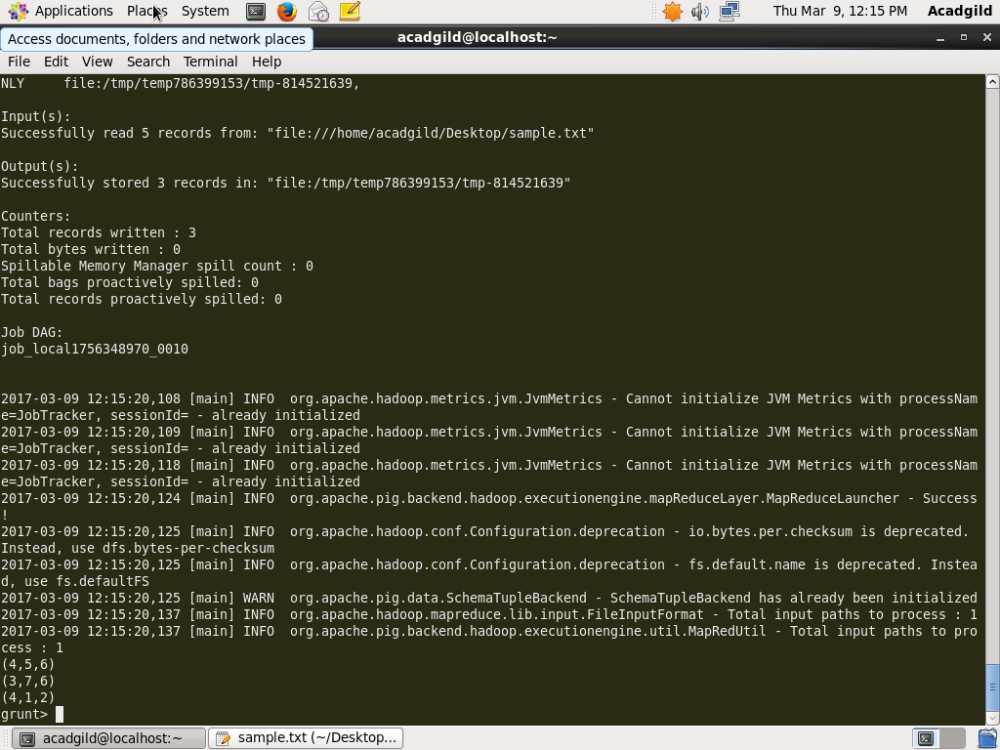 Applications Places System Thu Mar 9, 12:15 PM Acadgild
Access documents, folders and network places
acadgild@localhost:~
File Edit View Search Terminal Help
NLY     file:/tmp/temp786399153/tmp-814521639,
Input(s):
Successfully read 5 records from: "file:///home/acadgild/Desktop/sample.txt"
Output(s):
Successfully stored 3 records in: "file:/tmp/temp786399153/tmp-814521639"
Counters:
Total records written : 3
Total bytes written : 0
Spillable Memory Manager spill count : 0
Total bags proactively spilled: 0
Total records proactively spilled: 0
Job DAG:
job_local1756348970_0010
2017-03-09 12:15:20,108 [main] INFO  org.apache.hadoop.metrics.jvm.JvmMetrics - Cannot initialize JVM Metrics with processNam
e=JobTracker, sessionId= - already initialized
2017-03-09 12:15:20,109 [main] INFO  org.apache.hadoop.metrics.jvm.JvmMetrics - Cannot initialize JVM Metrics with processNam
e=JobTracker, sessionId= - already initialized
2017-03-09 12:15:20,118 [main] INFO  org.apache.hadoop.metrics.jvm.JvmMetrics - Cannot initialize JVM Metrics with processNam
e=JobTracker, sessionId= - already initialized
2017-03-09 12:15:20,124 [main] INFO  org.apache.pig.backend.hadoop.executionengine.mapReduceLayer.MapReduceLauncher - Success
!
2017-03-09 12:15:20,125 [main] INFO  org.apache.hadoop.conf.Configuration.deprecation - io.bytes.per.checksum is deprecated.
Instead, use dfs.bytes-per-checksum
2017-03-09 12:15:20,125 [main] INFO  org.apache.hadoop.conf.Configuration.deprecation - fs.default.name is deprecated. Instea
d, use fs.defaultFS
2017-03-09 12:15:20,125 [main] WARN  org.apache.pig.data.SchemaTupleBackend - SchemaTupleBackend has already been initialized
2017-03-09 12:15:20,137 [main] INFO  org.apache.hadoop.mapreduce.lib.input.FileInputFormat - Total input paths to process : 1
2017-03-09 12:15:20,137 [main] INFO  org.apache.pig.backend.hadoop.executionengine.util.MapRedUtil - Total input paths to pro
cess : 1
(4,5,6)
(3,7,6)
(4,1,2)
grunt>
acadgild@localhost:~ sample.txt (~/Desktop...